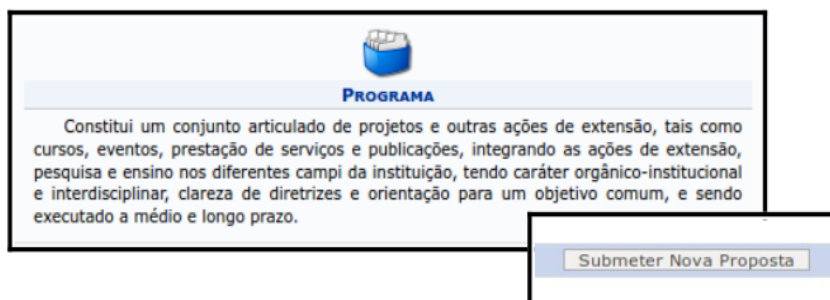 PROGRAMA
Constitui um conjunto articulado de projetos e outras ações de extensão, tais como
cursos, eventos, prestação de serviços e publicações, integrando as ações de extensão,
pesquisa e ensino nos diferentes campi da instituição, tendo caráter orgânico-institucional
e interdisciplinar, clareza de diretrizes e orientação para um objetivo comum, e sendo
executado a médio e longo prazo.
Submeter Nova Proposta